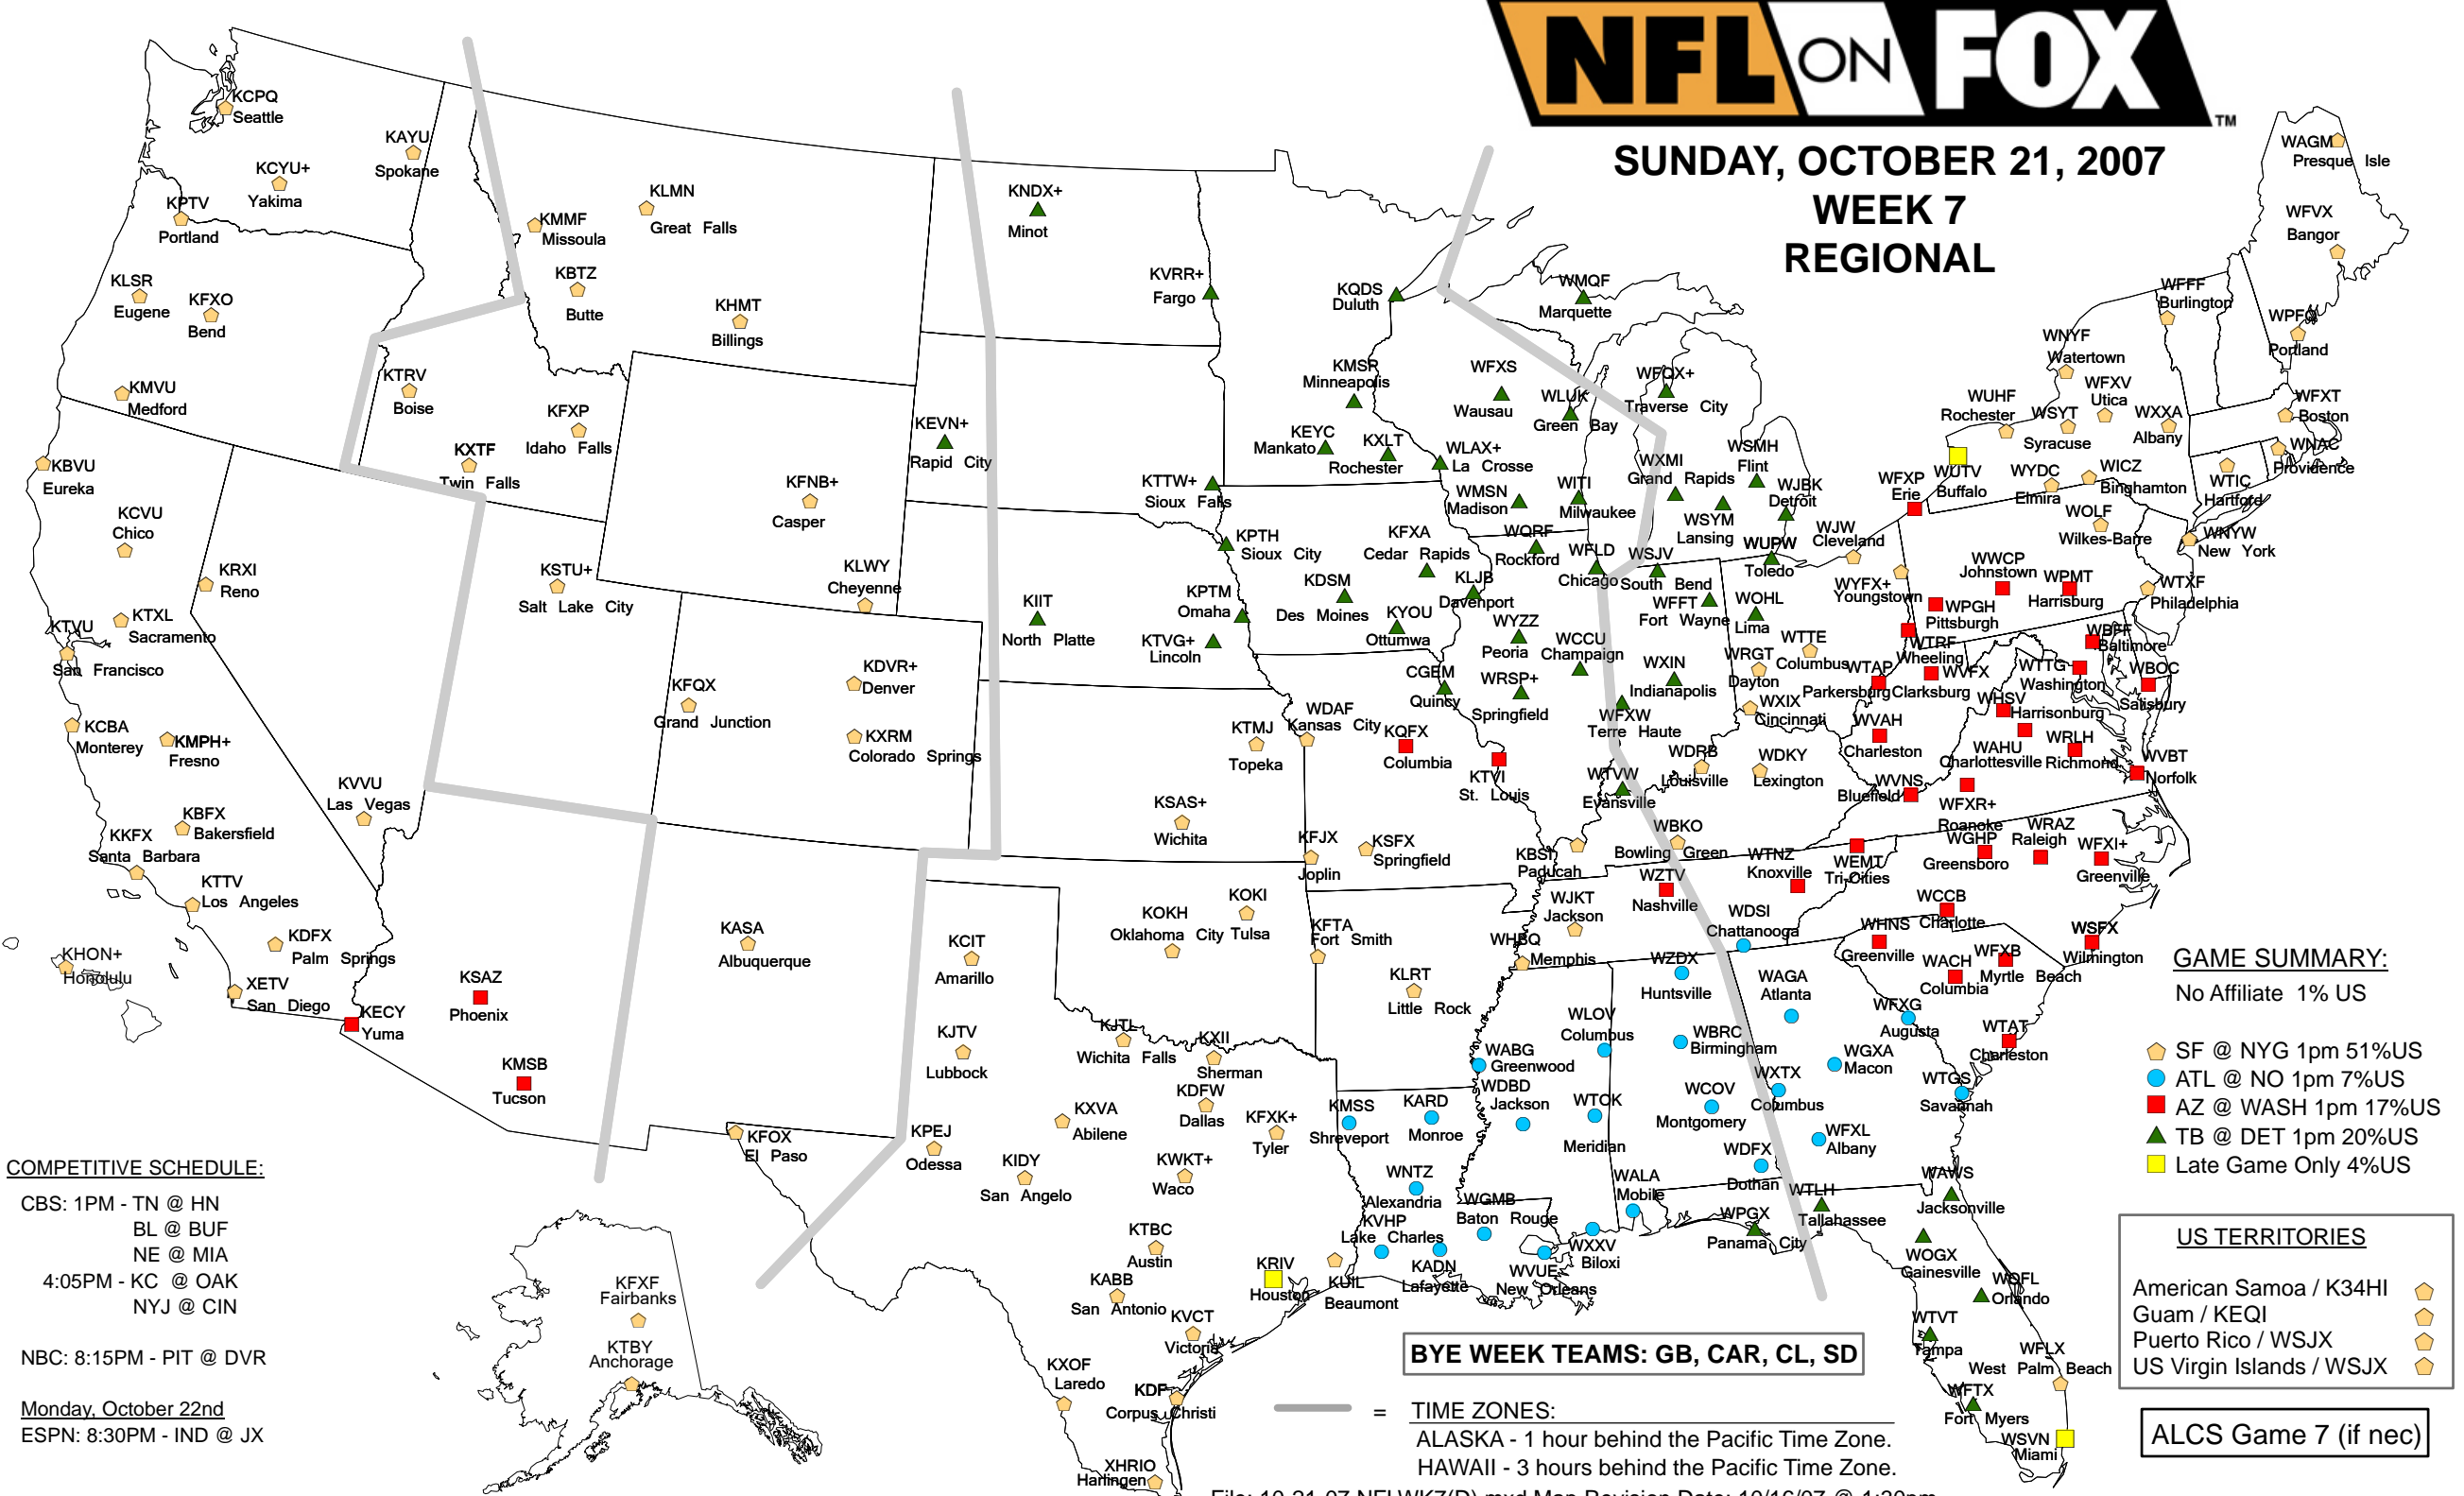 NFL ON FOX
TM
SUNDAY, OCTOBER 21, 2007
WEEK 7
REGIONAL
KCPQ
Seattle
KAYU
Spokane
KCYU+
Yakima
KPTV
Portland
KLSR
Eugene
KFXO
Bend
KMVU
Medford
KMMF
Missoula
KLMN
Great Falls
KBTZ
Butte
KHMT
Billings
KTRV
Boise
KFXP
Idaho Falls
KXTF
Twin Falls
KFNB+
Casper
KLWY
Cheyenne
KBVU
Eureka
KCVU
Chico
KRXI
Reno
KTXL
Sacramento
KTVU
San Francisco
KCBA
Monterey
KMPH+
Fresno
KVVU
Las Vegas
KBFX
Bakersfield
KKFX
Santa Barbara
KTTV
Los Angeles
KDFX
Palm Springs
XETV
San Diego
KECY
Yuma
KHON+
Honolulu
KSTU+
Salt Lake City
KFQX
Grand Junction
KDVR+
Denver
KXRM
Colorado Springs
KSAZ
Phoenix
KMSB
Tucson
KASA
Albuquerque
KNDX+
Minot
KVRR+
Fargo
KEVN+
Rapid City
KTTW+
Sioux Falls
KIIT
North Platte
KPTM
Omaha
KTVG+
Lincoln
KTMJ
Topeka
KSAS+
Wichita
KQDS
Duluth
KMSP
Minneapolis
KEYC
Mankato
KXLT
Rochester
WFXS
Wausau
WLUK
Green Bay
WLAX+
La Crosse
WMSN
Madison
WITI
Milwaukee
WMQF
Marquette
WFQX+
Traverse City
WSMH
Flint
WXMI
Grand Rapids
WSYM
Lansing
WJBK
Detroit
KPTH
Sioux City
KFXA
Cedar Rapids
KDSM
Des Moines
KLJB
Davenport
KYOU
Ottumwa
WQRF
Rockford
WFLD
Chicago
WSJV
South Bend
WFFT
Fort Wayne
WYZZ
Peoria
WCCU
Champaign
CGEM
Quincy
WRSP+
Springfield
WXIN
Indianapolis
WFXW
Terre Haute
WTVW
Evansville
WUPW
Toledo
WOHL
Lima
WJW
Cleveland
WYFX+
Youngstown
WTTE
Columbus
WRGT
Dayton
WXIX
Cincinnati
WDRB
Louisville
WDKY
Lexington
WBKO
Bowling Green
KBSI
Paducah
WDAF
Kansas City
KQFX
Columbia
KTVI
St. Louis
KFJX
Joplin
KSFX
Springfield
KOKI
Tulsa
KOKH
Oklahoma City
KFTA
Fort Smith
KLRT
Little Rock
WJKT
Jackson
WHBQ
Memphis
WZTV
Nashville
WTNZ
Knoxville
WEMT
Tri-Cities
WDSI
Chattanooga
KCIT
Amarillo
KJTV
Lubbock
KJTL
Wichita Falls
KXII
Sherman
KDFW
Dallas
KXVA
Abilene
KFXK+
Tyler
KFOX
El Paso
KPEJ
Odessa
KIDY
San Angelo
KWKT+
Waco
KTBC
Austin
KABB
San Antonio
KRIV
Houston
KUIL
Beaumont
KVCT
Victoria
KXOF
Laredo
KDF
Corpus Christi
XHRIO
Harlingen
KMSS
Shreveport
KARD
Monroe
WNTZ
Alexandria
KVHP
Lake Charles
KADN
Lafayette
WGMB
Baton Rouge
WVUE
New Orleans
WXXV
Biloxi
WABG
Greenwood
WDBD
Jackson
WLOV
Columbus
WTOK
Meridian
WZDX
Huntsville
WBRC
Birmingham
WCOV
Montgomery
WALA
Mobile
WDFX
Dothan
WAGA
Atlanta
WFXG
Augusta
WGXA
Macon
WXTX
Columbus
WFXL
Albany
WTGS
Savannah
WTLH
Tallahassee
WPGX
Panama City
WAWS
Jacksonville
WOGX
Gainesville
WOFL
Orlando
WTVT
Tampa
WFLX
West Palm Beach
WFTX
Fort Myers
WSVN
Miami
WAGM
Presque Isle
WFVX
Bangor
WPFO
Portland
WFFF
Burlington
WNYF
Watertown
WUHF
Rochester
WSYT
Syracuse
WFXV
Utica
WXXA
Albany
WFXT
Boston
WNAC
Providence
WTIC
Hartford
WFXP
Erie
WUTV
Buffalo
WYDC
Elmira
WICZ
Binghamton
WOLF
Wilkes-Barre
WNYW
New York
WWCP
Johnstown
WPMT
Harrisburg
WTXF
Philadelphia
WPGH
Pittsburgh
WTRF
Wheeling
WBFF
Baltimore
WTTG
Washington
WBOC
Salisbury
WTAP
Parkersburg
WVFX
Clarksburg
WHSV
Harrisonburg
WVAH
Charleston
WAHU
Charlottesville
WRLH
Richmond
WVBT
Norfolk
WVNS
Bluefield
WFXR+
Roanoke
WGHP
Greensboro
WRAZ
Raleigh
WFXI+
Greenville
WCCB
Charlotte
WHNS
Greenville
WSFX
Wilmington
WACH
Columbia
WFXB
Myrtle Beach
WTAT
Charleston
KFXF
Fairbanks
KTBY
Anchorage
GAME SUMMARY:
No Affiliate 1% US
SF @ NYG 1pm 51%US
ATL @ NO 1pm 7%US
AZ @ WASH 1pm 17%US
TB @ DET 1pm 20%US
Late Game Only 4%US
US TERRITORIES
American Samoa / K34HI
Guam / KEQI
Puerto Rico / WSJX
US Virgin Islands / WSJX
ALCS Game 7 (if nec)
COMPETITIVE SCHEDULE:
CBS: 1PM - TN @ HN
BL @ BUF
NE @ MIA
4:05PM - KC @ OAK
NYJ @ CIN
NBC: 8:15PM - PIT @ DVR
Monday, October 22nd
ESPN: 8:30PM - IND @ JX
BYE WEEK TEAMS: GB, CAR, CL, SD
= TIME ZONES:
ALASKA - 1 hour behind the Pacific Time Zone.
HAWAII - 3 hours behind the Pacific Time Zone.
File: 10-21-07 NFLWK7(D).mxd Map Revision Date: 10/16/07 @ 1:30pm